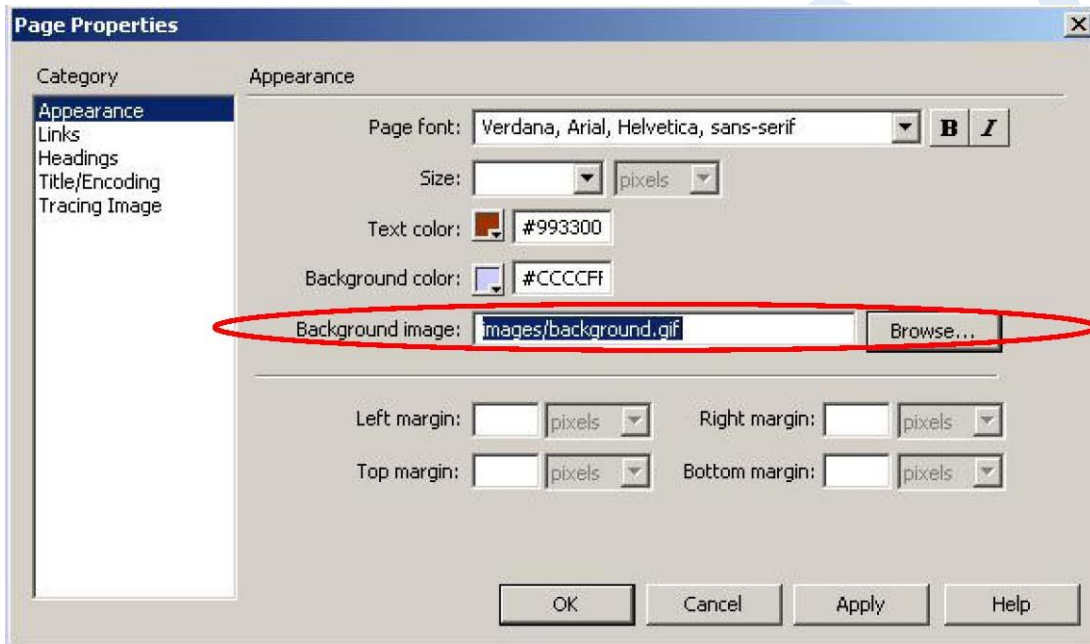 Page Properties
Category
Appearance
Links
Headings
Title/Encoding
Tracing Image
Appearance
Page font: Verdana, Arial, Helvetica, sans-serif B I
Size: pixels
Text color: #993300
Background color: #CCCCFF
Background image: images/background.gif Browse...
Left margin: pixels Right margin: pixels
Top margin: pixels Bottom margin: pixels
OK Cancel Apply Help